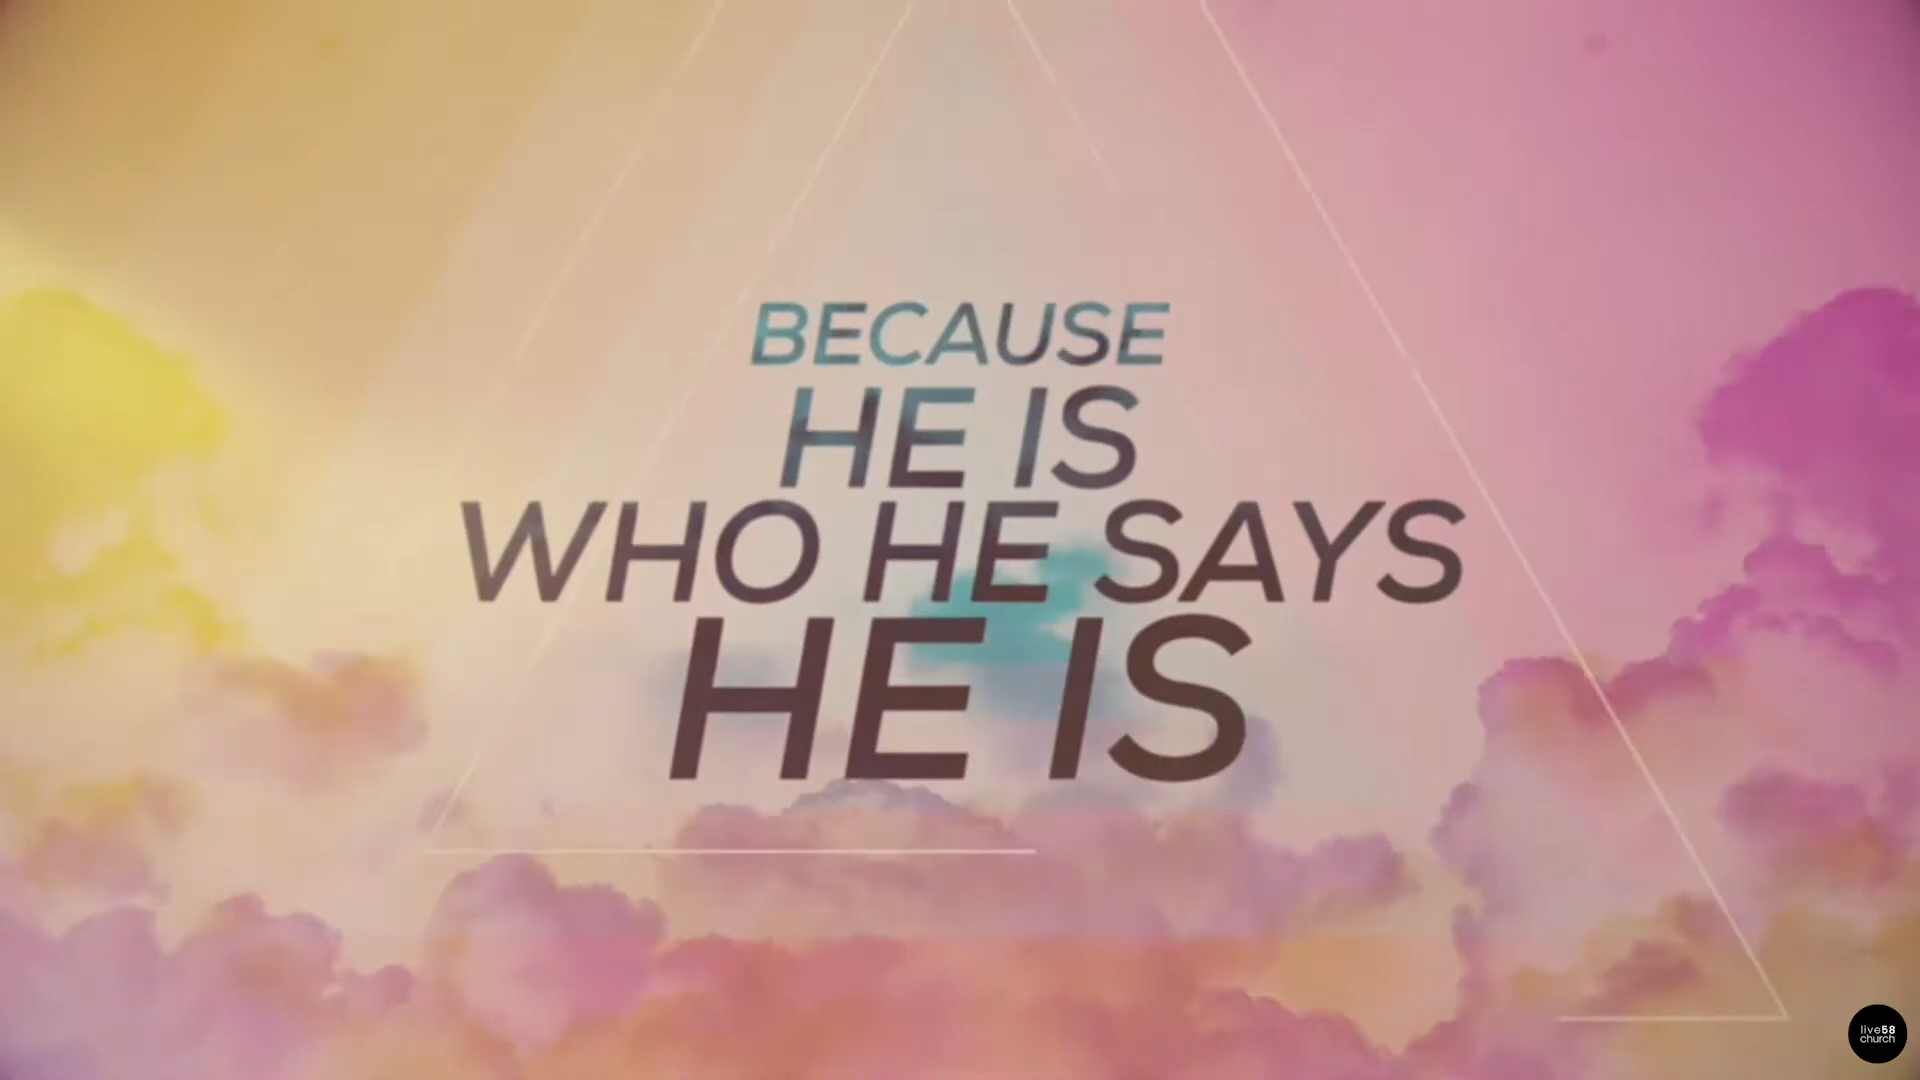 BECAUSE
HE IS
WHO HE SAYS
HE IS
live58
church